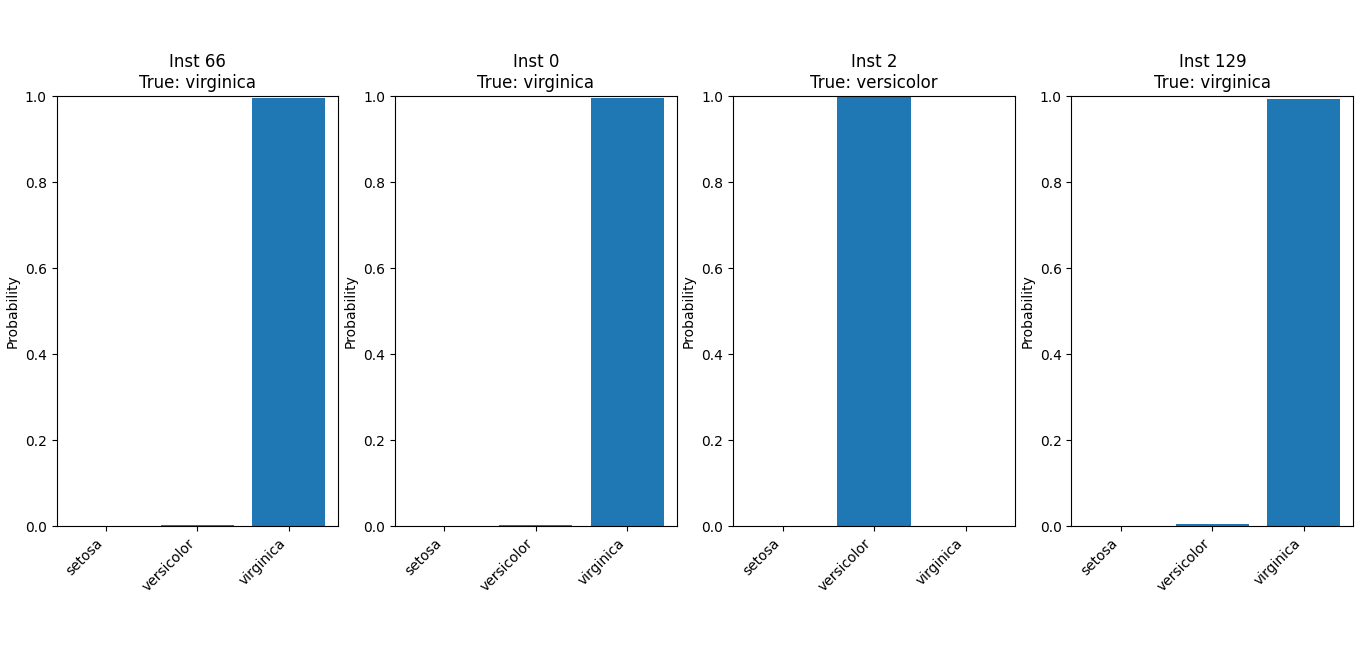 Inst 66
True: virginica
Probability
1.0
0.8
0.6
0.4
0.2
0.0
setosa
versicolor
virginica
Inst 0
True: virginica
Probability
1.0
0.8
0.6
0.4
0.2
0.0
setosa
versicolor
virginica
Inst 2
True: versicolor
Probability
1.0
0.8
0.6
0.4
0.2
0.0
setosa
versicolor
virginica
Inst 129
True: virginica
Probability
1.0
0.8
0.6
0.4
0.2
0.0
setosa
versicolor
virginica